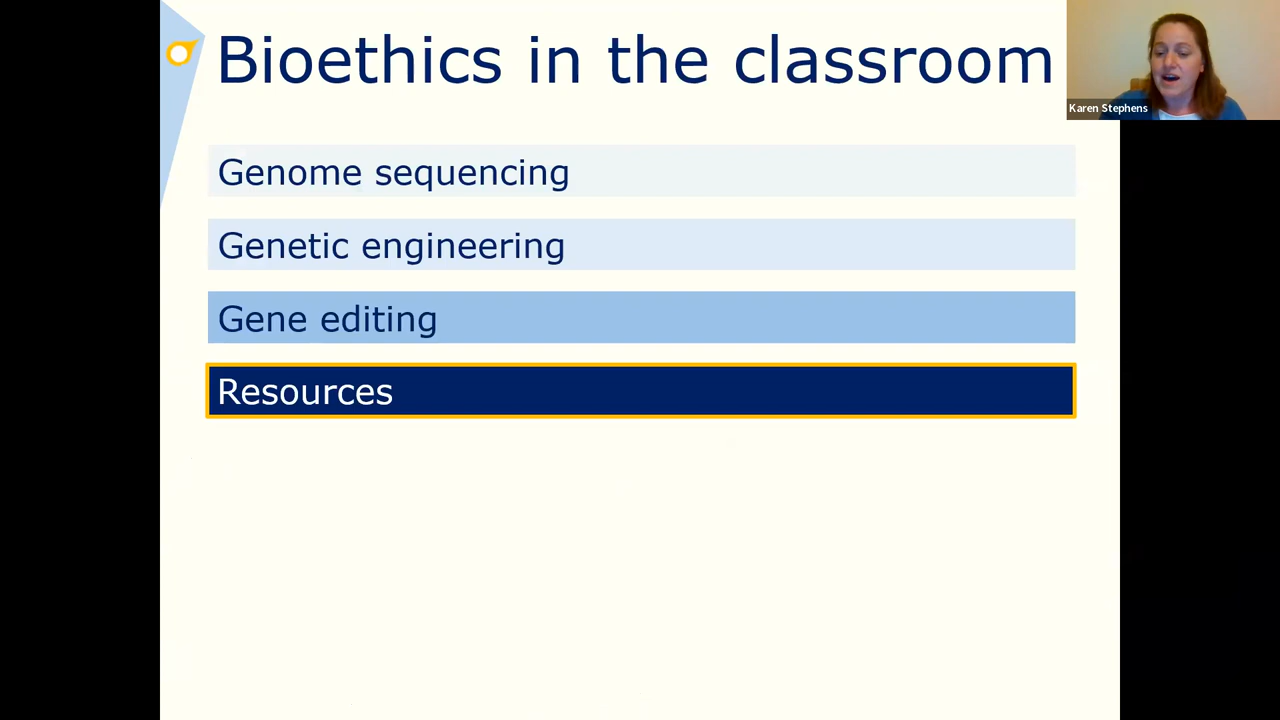 Bioethics in the classroom
Karen Stephens
Genome sequencing
Genetic engineering
Gene editing
Resources